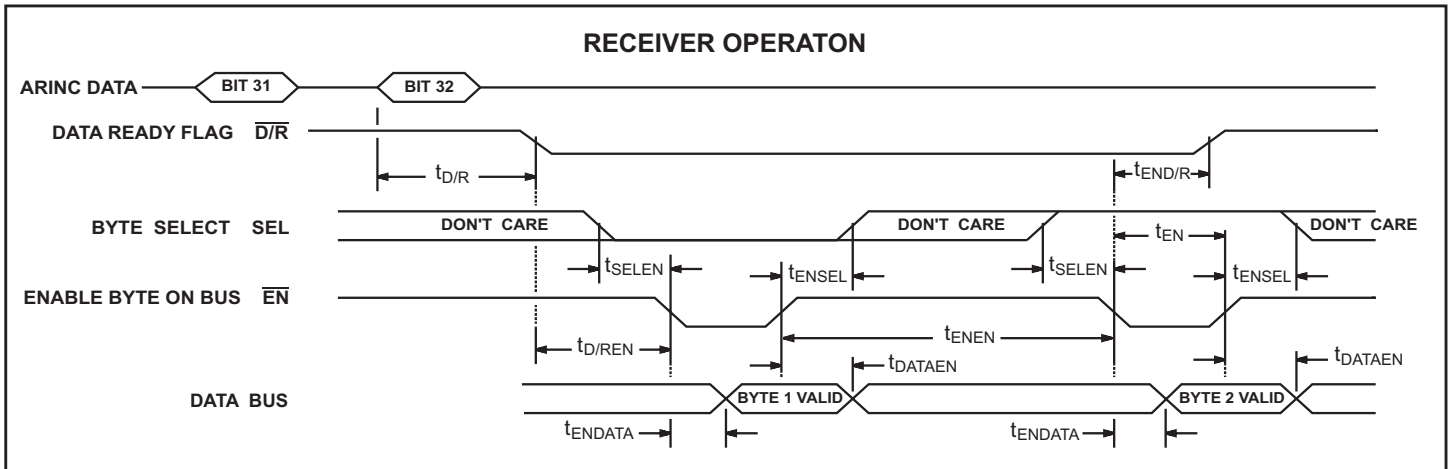 RECEIVER OPERATON
ARINC DATA BIT 31 BIT 32
DATA READY FLAG D/R
tD/R tEND/R
BYTE SELECT SEL DON'T CARE DON'T CARE DON'T CARE
tEN
tSELEN tENSEL tSELEN tENSEL
ENABLE BYTE ON BUS EN
tD/REN tENEN
tDATAEN tDATAEN
DATA BUS BYTE 1 VALID BYTE 2 VALID
tENDATA tENDATA